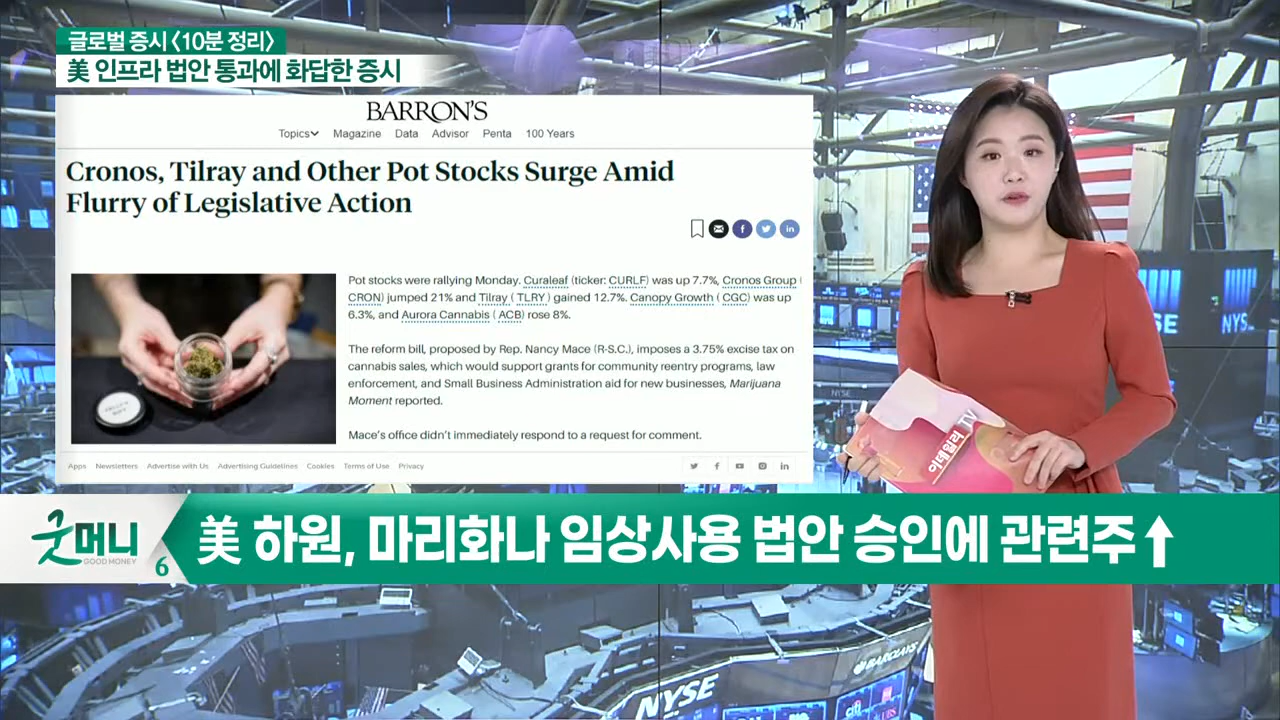 글로벌 증시 <10분 정리>
美 인프라 법안 통과에 화답한 증시
BARRON'S
Topics Magazine Data Advisor Penta 100 Years
Cronos, Tilray and Other Pot Stocks Surge Amid
Flurry of Legislative Action
Pot stocks were rallying Monday. Curaleaf (ticker: CURLF) was up 7.7%, Cronos Group (
CRON) jumped 21% and Tilray ( TLRY ) gained 12.7%. Canopy Growth ( CGC) was up
6.3%, and Aurora Cannabis ( ACB) rose 8%.
The reform bill, proposed by Rep. Nancy Mace (R-S.C.), imposes a 3.75% excise tax on
cannabis sales, which would support grants for community reentry programs, law
enforcement, and Small Business Administration aid for new businesses, Marijuana
Moment reported.
Mace's office didn't immediately respond to a request for comment.
Apps Newsletters Advertise with Us Advertising Guidelines Cookies Terms of Use Privacy
이데일리 TV
NYSE
SE
NYS
굿머니
GOOD MONEY
6
美 하원, 마리화나 임상사용 법안 승인에 관련주↑
NYSE
BARCLAYS
citi
UBS